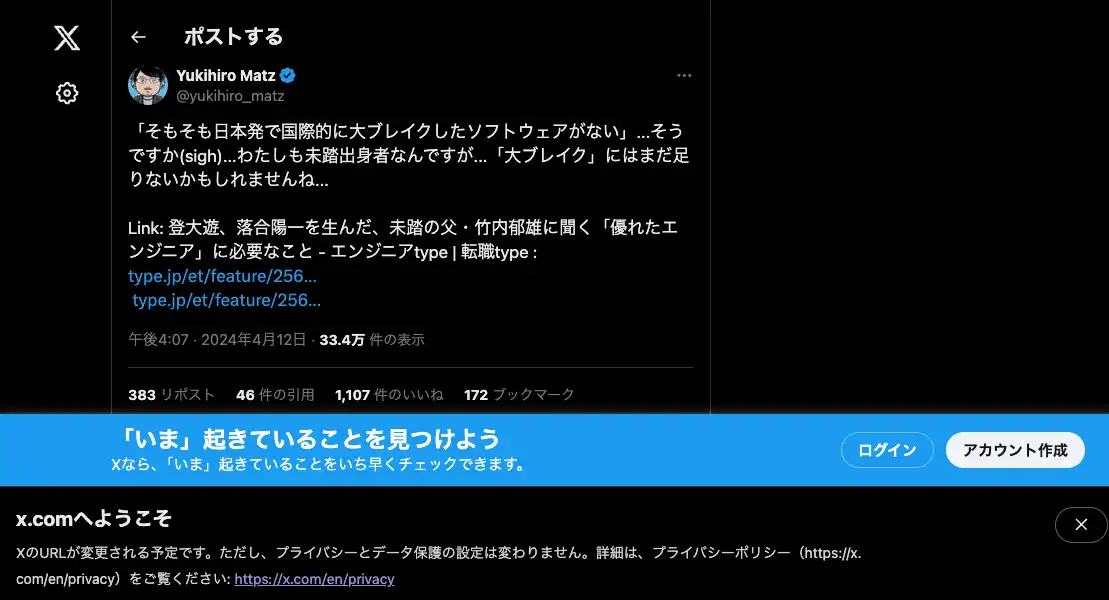 ポストする
Yukihiro Matz
@yukihiro_matz
「そもそも日本発で国際的に大ブレイクしたソフトウェアがない」...そう
ですか(sigh)...わたしも未踏出身者なんですが...「大ブレイク」にはまだ足
りないかもしれませんね...
Link: 登大遊、落合陽一を生んだ、未踏の父・竹内郁雄に聞く「優れたエ
ンジニア」に必要なこと - エンジニアtype | 転職type :
type.jp/et/feature/256...
type.jp/et/feature/256...
午後4:07 · 2024年4月12日 · 33.4万 件の表示
383 リポスト 46 件の引用 1,107 件のいいね 172 ブックマーク
「いま」起きていることを見つけよう
Xなら、「いま」起きていることをいち早くチェックできます。
ログイン アカウント作成
x.comへようこそ
XのURLが変更される予定です。ただし、プライバシーとデータ保護の設定は変わりません。詳細は、プライバシーポリシー（https://x.
com/en/privacy）をご覧ください: https://x.com/en/privacy